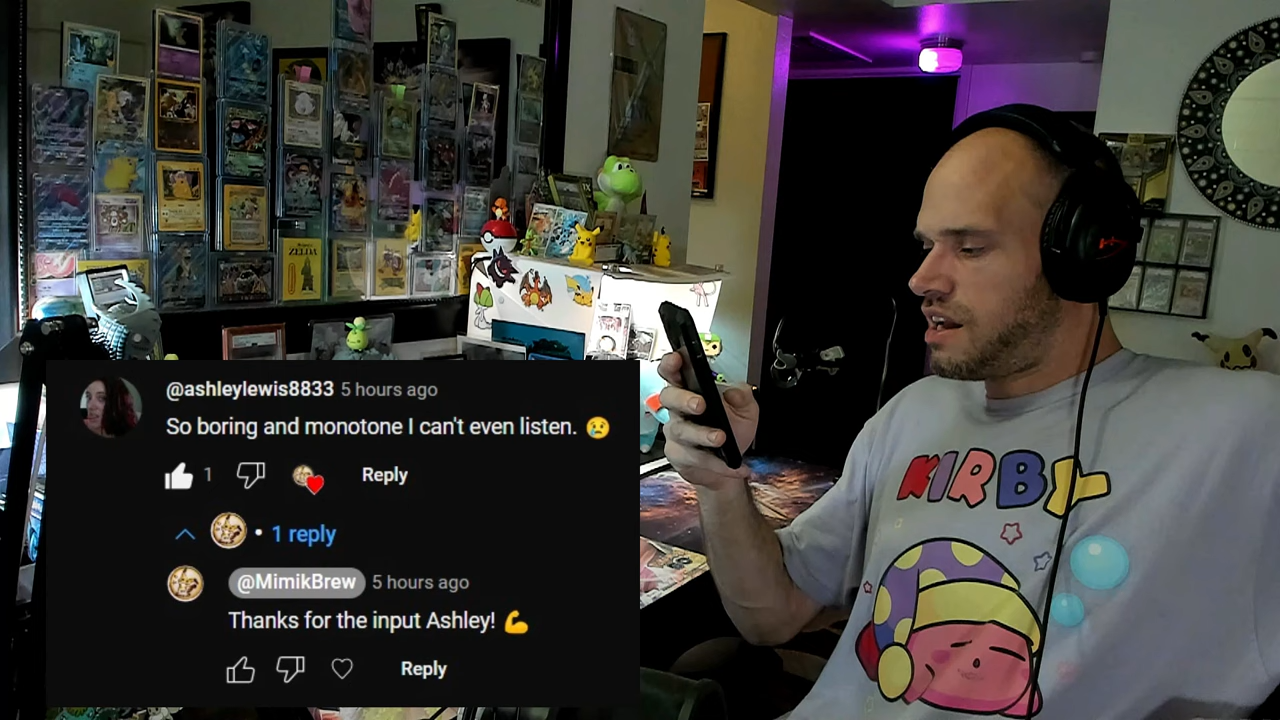 @ashleylewis8833 5 hours ago
So boring and monotone I can't even listen. 😢
1
Reply
• 1 reply
@MimikBrew 5 hours ago
Thanks for the input Ashley! 💪
Reply
KIRBY
ZELDA